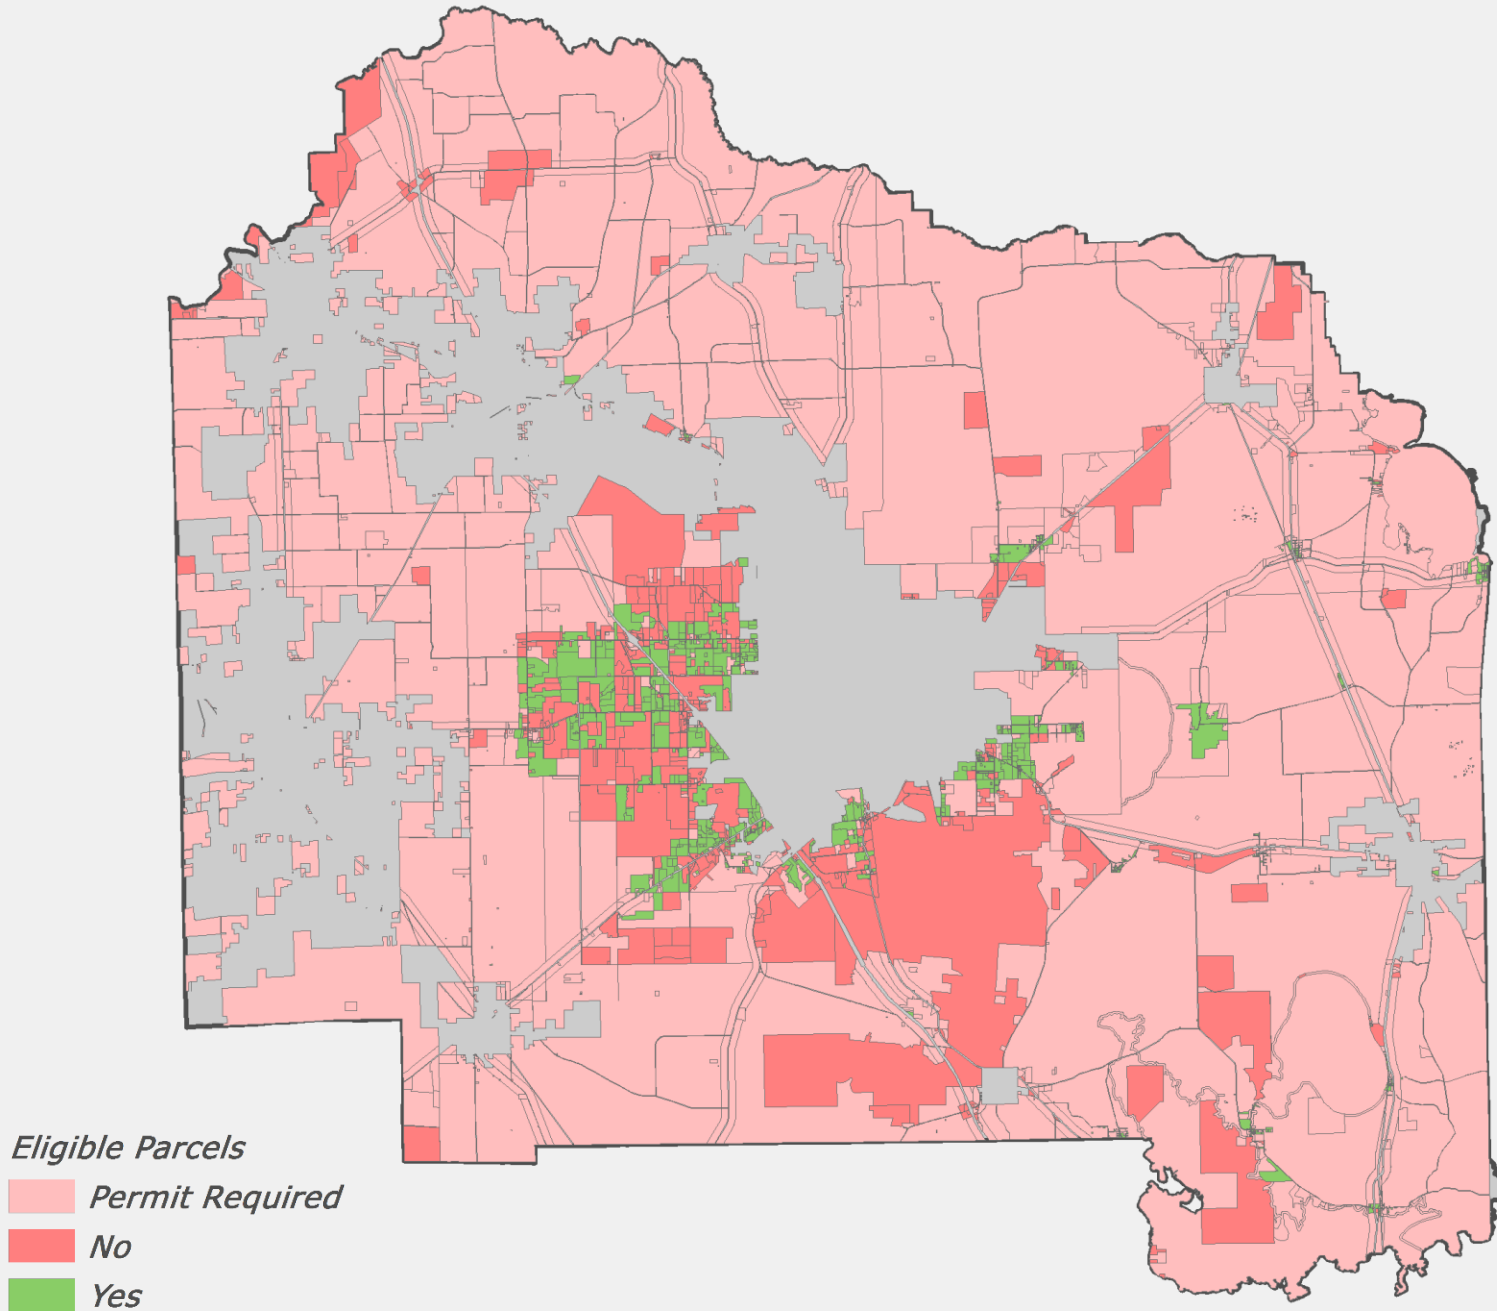 Eligible Parcels
Permit Required
No
Yes